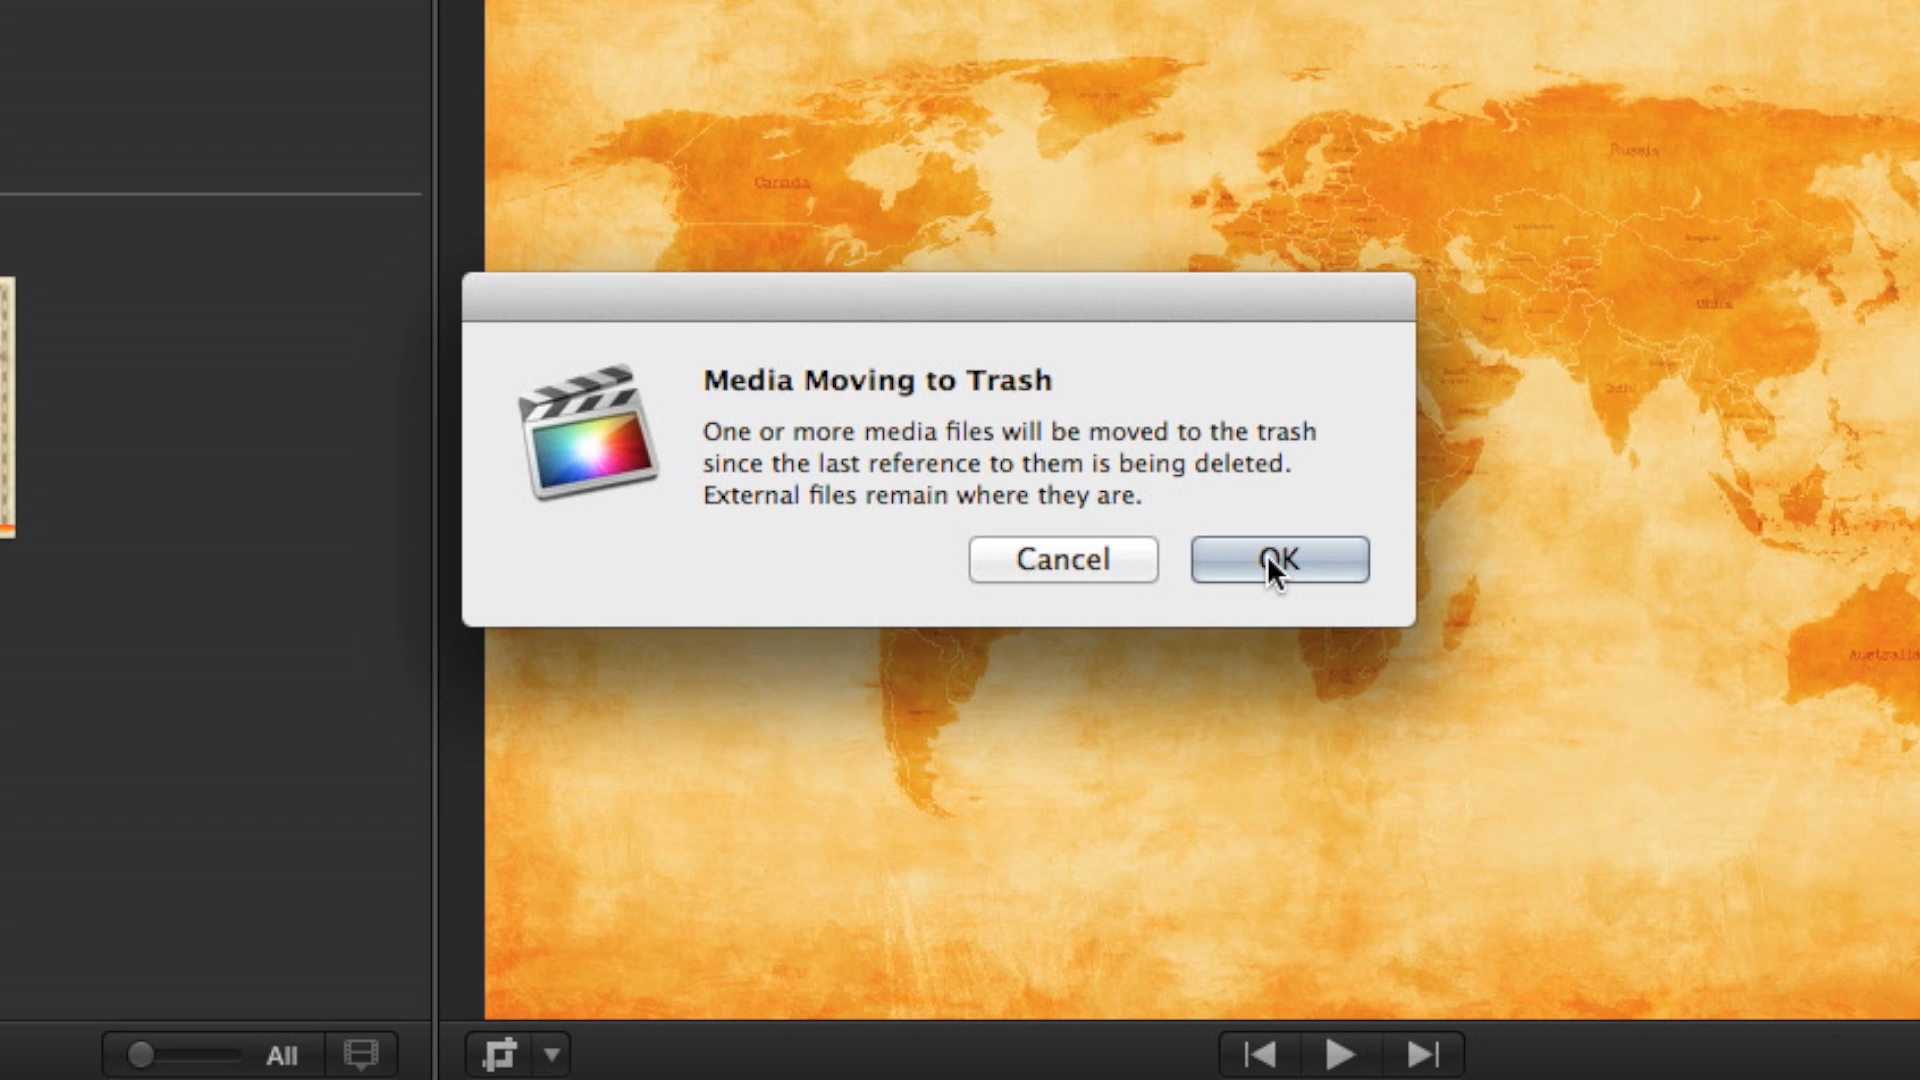 Canada
Russia
Media Moving to Trash
One or more media files will be moved to the trash
since the last reference to them is being deleted.
External files remain where they are.
Cancel
OK
Australia
All